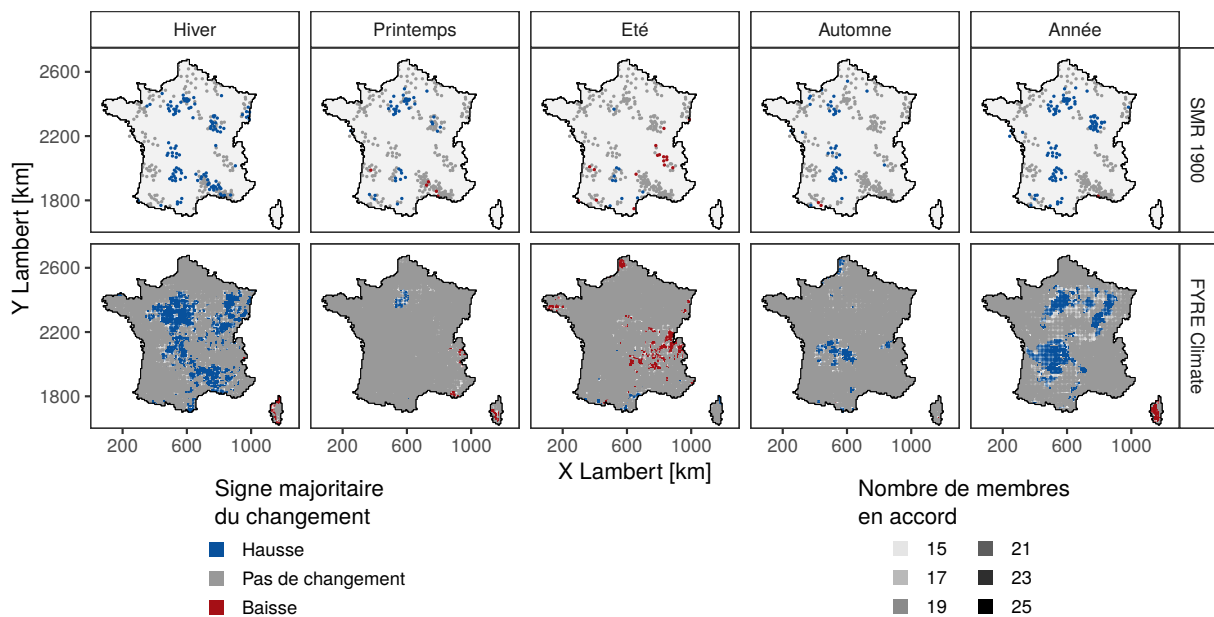 Hiver
Printemps
Eté
Automne
Année
2600
2200
1800
SMR 1900
2600
2200
1800
FYRE Climate
Y Lambert [km]
200 600 1000
200 600 1000
200 600 1000
200 600 1000
200 600 1000
X Lambert [km]
Signe majoritaire
du changement
Hausse
Pas de changement
Baisse
Nombre de membres
en accord
15
17
19
21
23
25